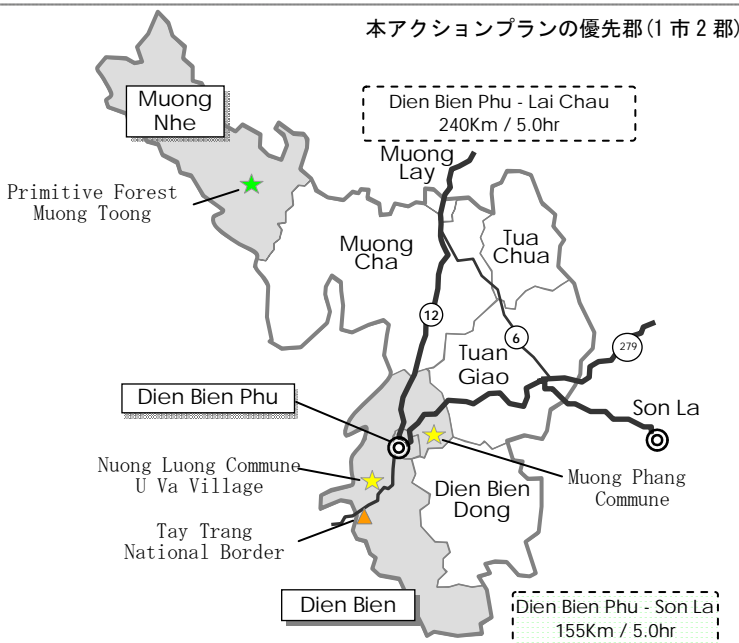 本アクションプランの優先郡(1市2郡)
Muong
Nhe
Dien Bien Phu - Lai Chau
240Km / 5.0hr
Muong
Lay
Primitive Forest
Muong Toong
Muong
Cha
Tua
Chua
12
6
279
Tuan
Giao
Dien Bien Phu
Son La
Nuong Luong Commune
U Va Village
Muong Phang
Commune
Dien Bien
Dong
Tay Trang
National Border
Dien Bien
Dien Bien Phu - Son La
155Km / 5.0hr